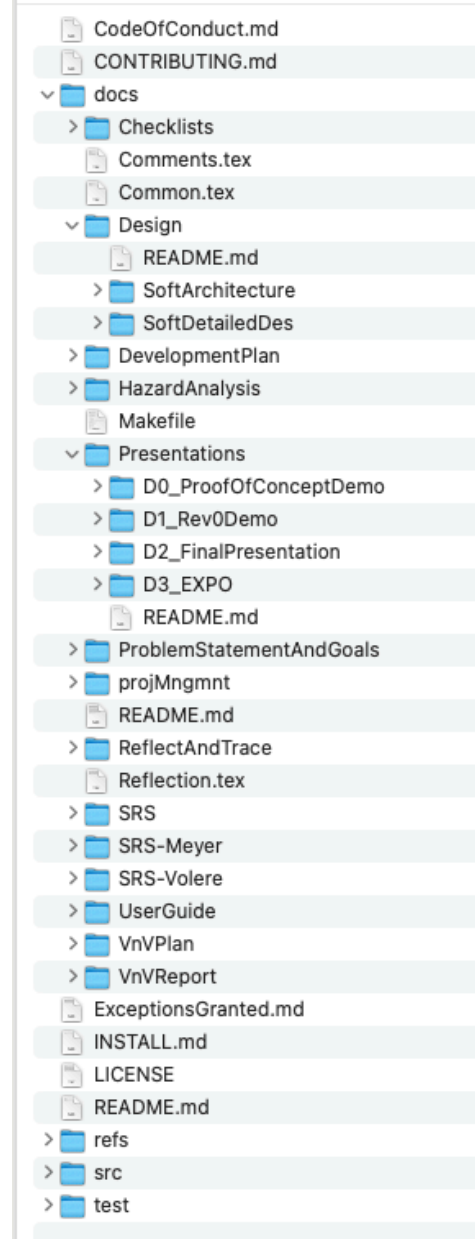 CodeOfConduct.md
CONTRIBUTING.md
docs
Checklists
Comments.tex
Common.tex
Design
README.md
SoftArchitecture
SoftDetailedDes
DevelopmentPlan
HazardAnalysis
Makefile
Presentations
D0_ProofOfConceptDemo
D1_Rev0Demo
D2_FinalPresentation
D3_EXPO
README.md
ProblemStatementAndGoals
projMngmnt
README.md
ReflectAndTrace
Reflection.tex
SRS
SRS-Meyer
SRS-Volere
UserGuide
VnVPlan
VnVReport
ExceptionsGranted.md
INSTALL.md
LICENSE
README.md
refs
src
test